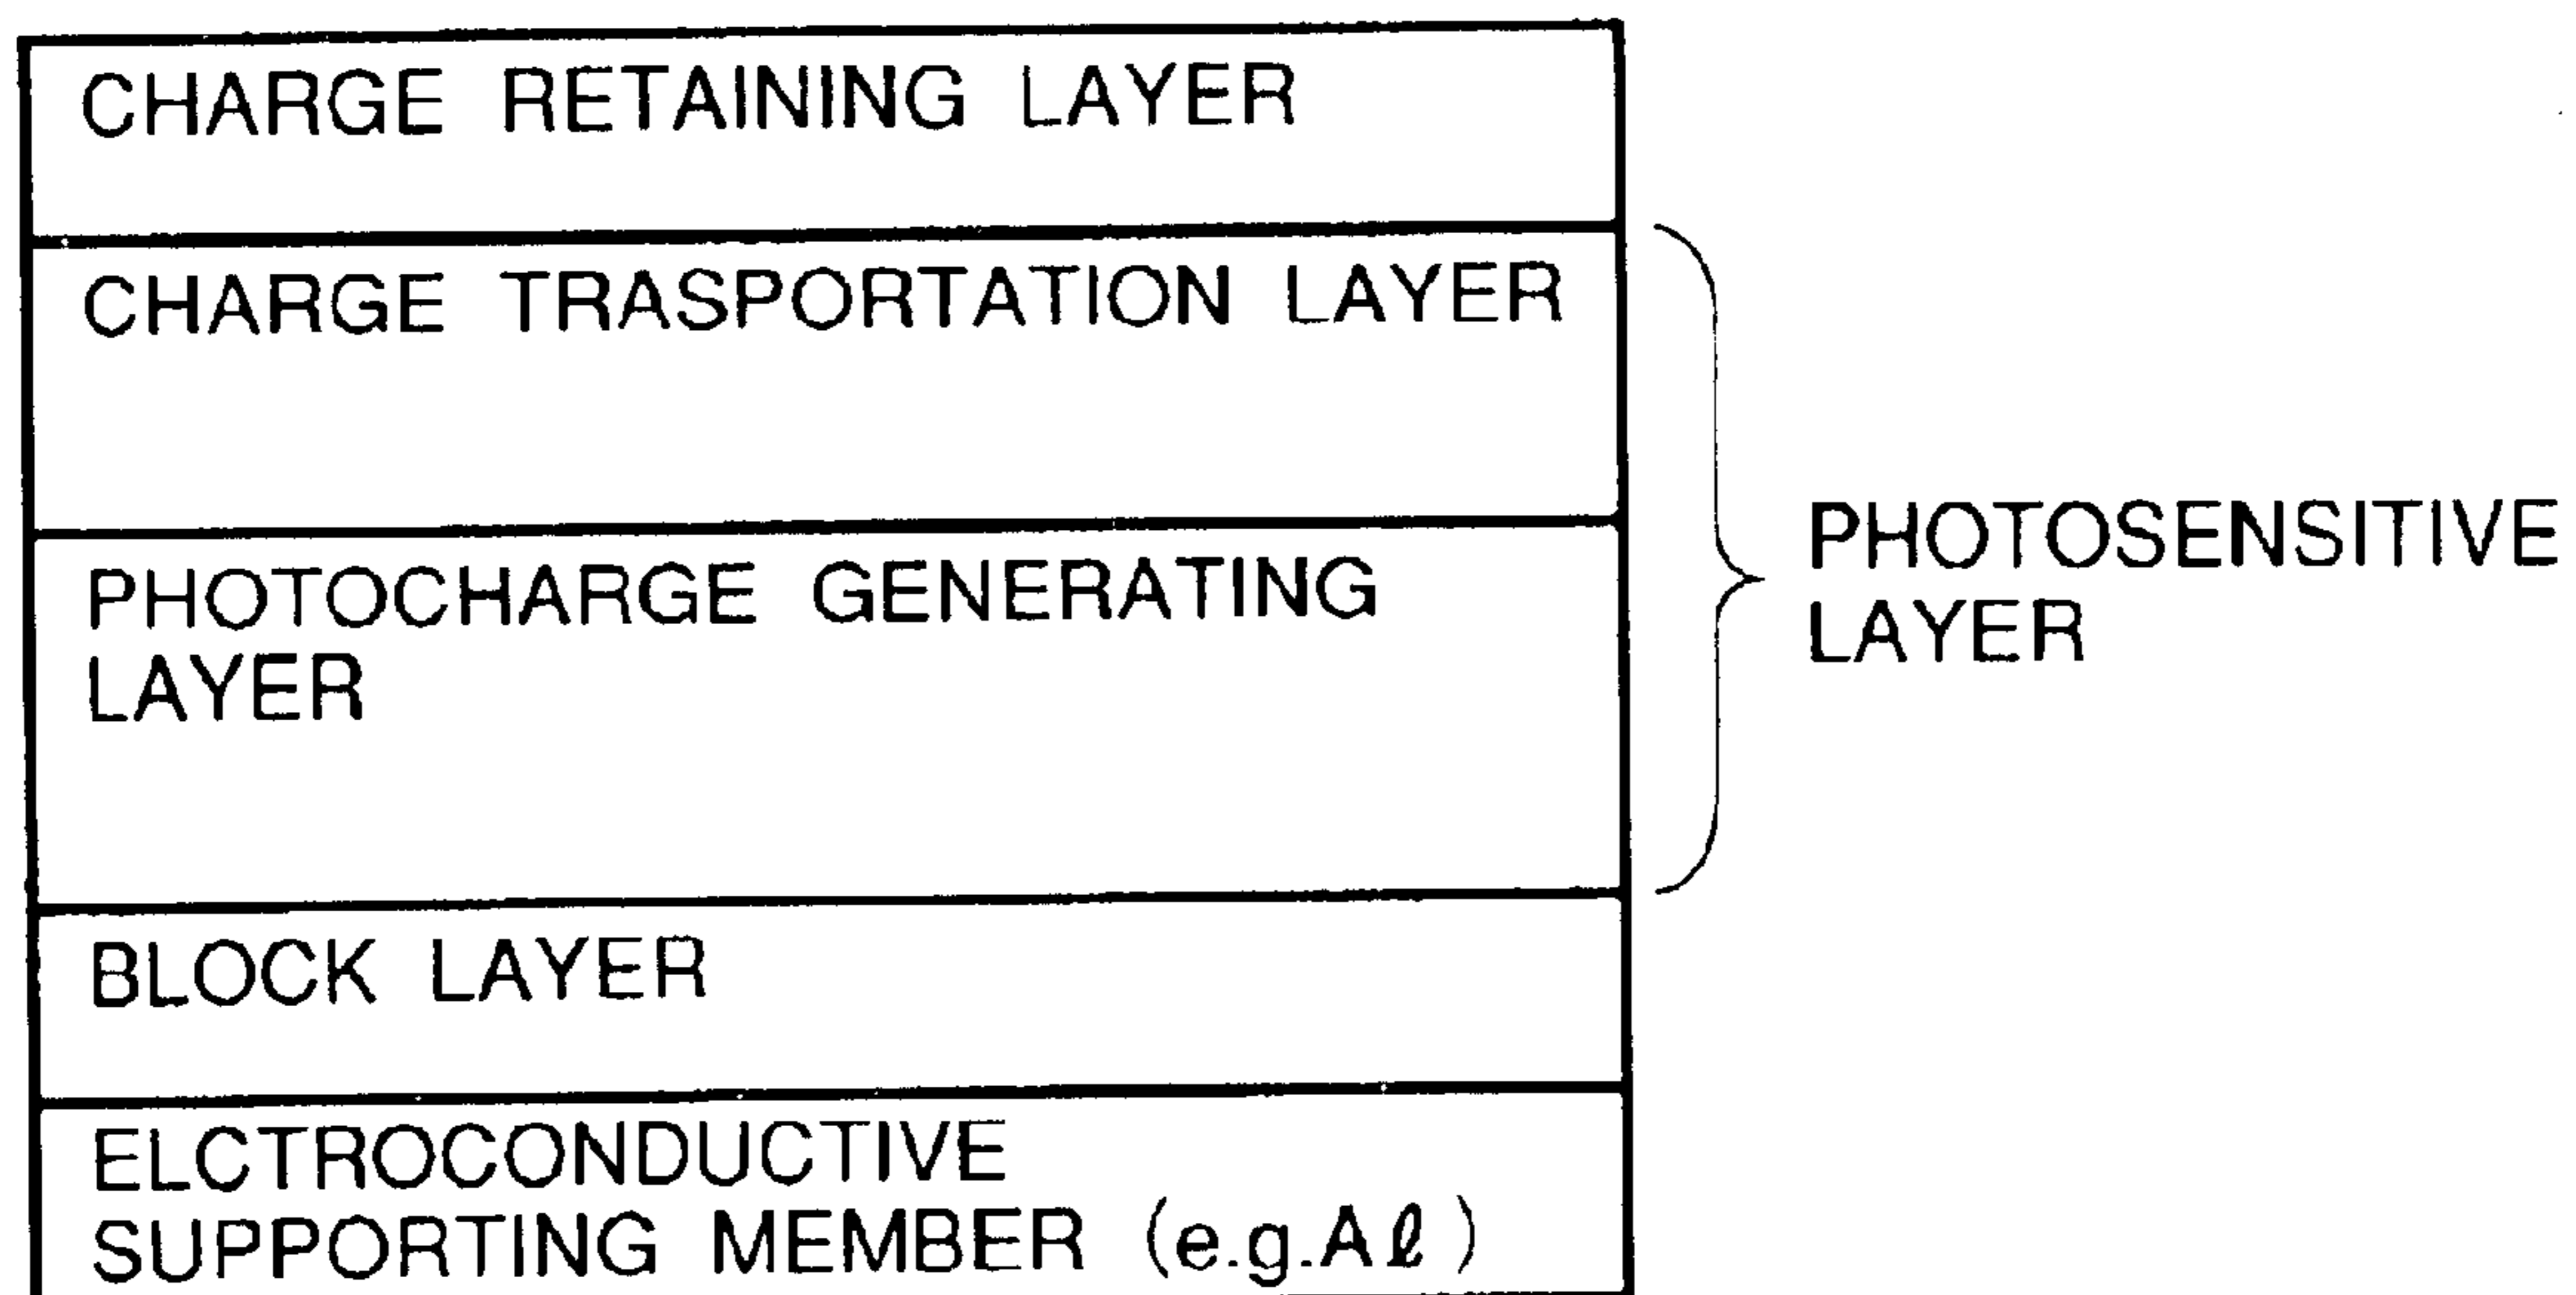 CHARGE RETAINING LAYER
CHARGE TRASPORTATION LAYER
PHOTOCHARGE GENERATING
LAYER
PHOTOSENSITIVE
LAYER
BLOCK LAYER
ELCTROCONDUCTIVE
SUPPORTING MEMBER (e.g.Aℓ)